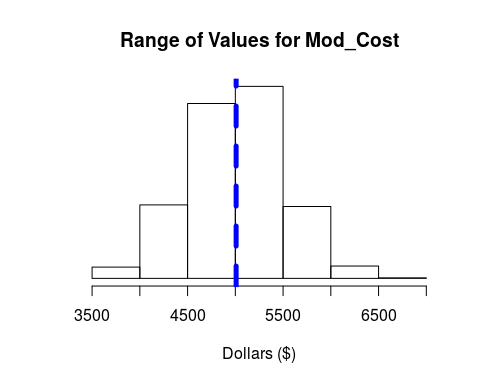 Range of Values for Mod_Cost
3500 4500 5500 6500
Dollars ($)